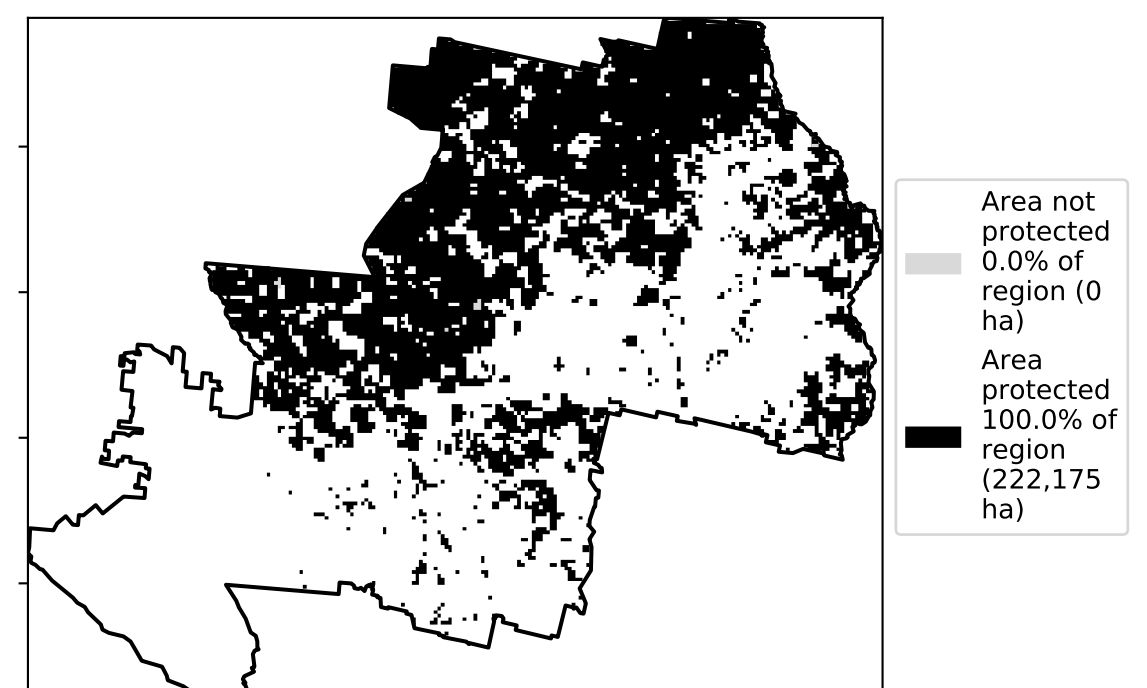 Area not
protected
0.0% of
region (0
ha)
Area
protected
100.0% of
region
(222,175
ha)